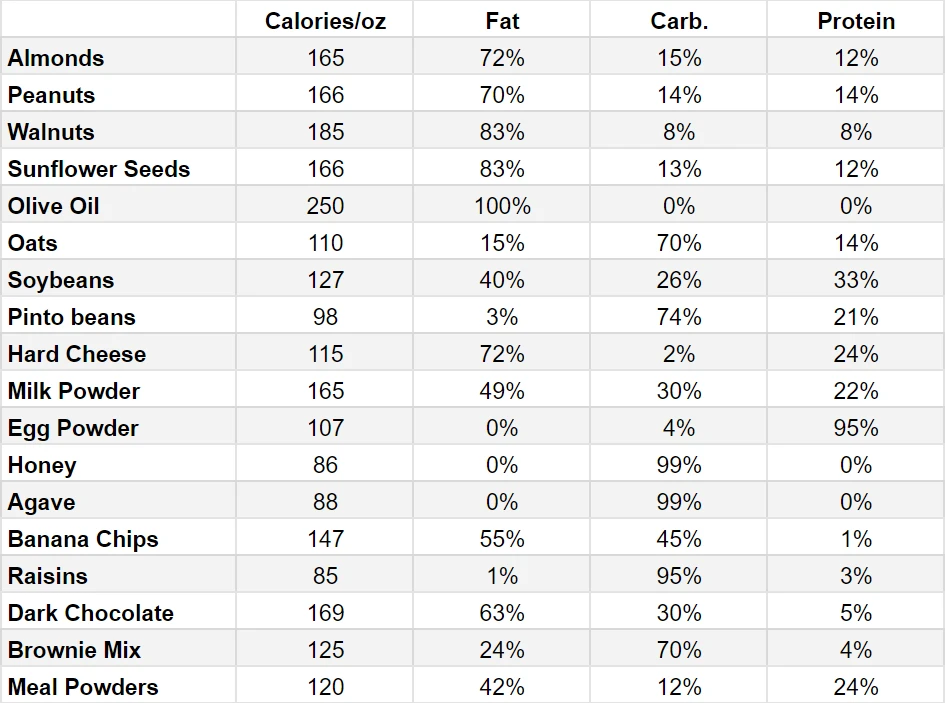 Calories/oz Fat Carb. Protein
Almonds 165 72% 15% 12%
Peanuts 166 70% 14% 14%
Walnuts 185 83% 8% 8%
Sunflower Seeds 166 83% 13% 12%
Olive Oil 250 100% 0% 0%
Oats 110 15% 70% 14%
Soybeans 127 40% 26% 33%
Pinto beans 98 3% 74% 21%
Hard Cheese 115 72% 2% 24%
Milk Powder 165 49% 30% 22%
Egg Powder 107 0% 4% 95%
Honey 86 0% 99% 0%
Agave 88 0% 99% 0%
Banana Chips 147 55% 45% 1%
Raisins 85 1% 95% 3%
Dark Chocolate 169 63% 30% 5%
Brownie Mix 125 24% 70% 4%
Meal Powders 120 42% 12% 24%